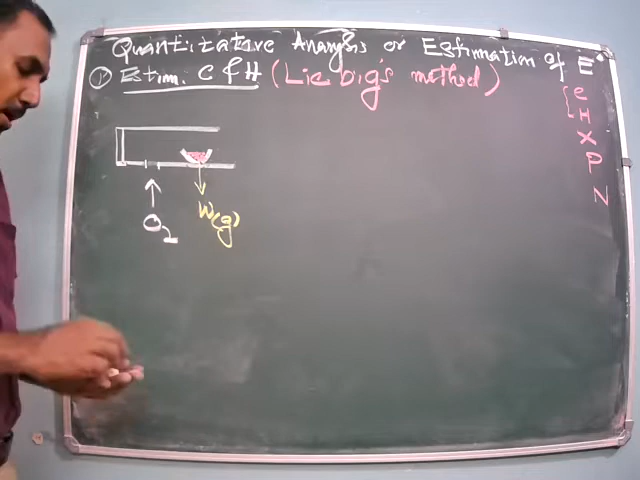 Quantitative Analysis or Estimation of E
① Estim. C & H (Liebig's method)
C
H
X
P
N
O2
W(g)